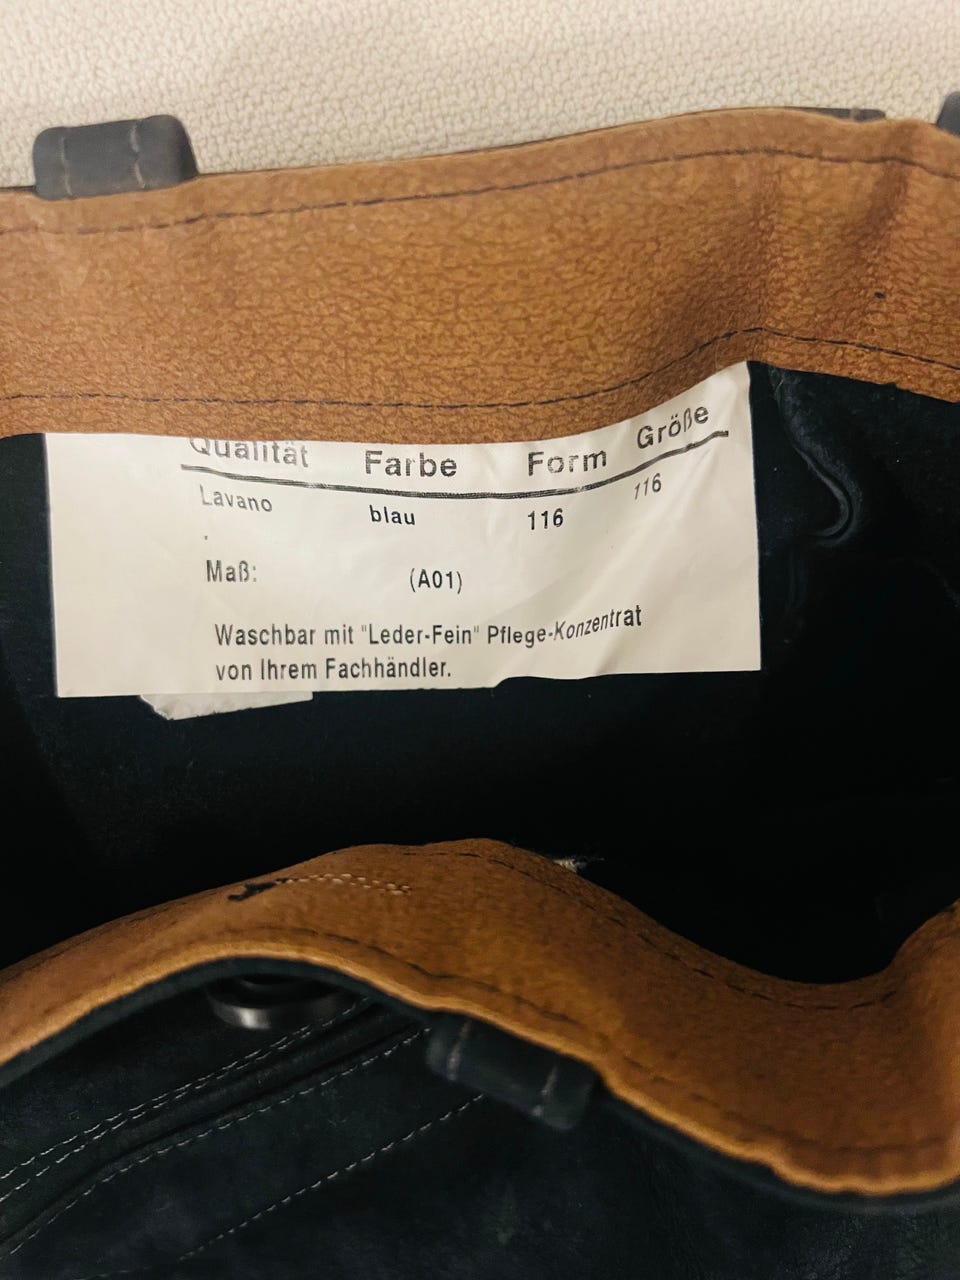 Qualität Farbe Form Größe
Lavano blau 116 116
.
Maß: (A01)
Waschbar mit "Leder-Fein" Pflege-Konzentrat
von Ihrem Fachhändler.